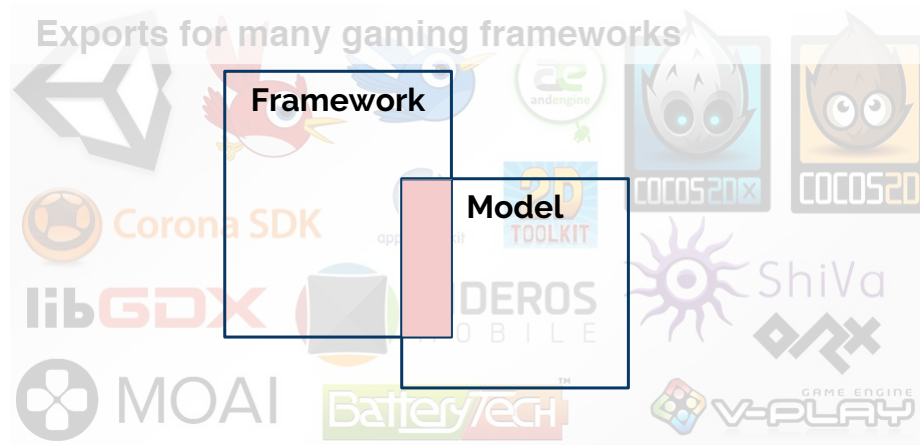 Exports for many gaming frameworks
Framework
andengine
Model
COCOS2DX
COCOS2D
Corona SDK
2D
TOOLKIT
ShiVa
libGDX
DEROS
MOBILE
MOAI
BatteryTECH
TM
GAME ENGINE
V-PLAY